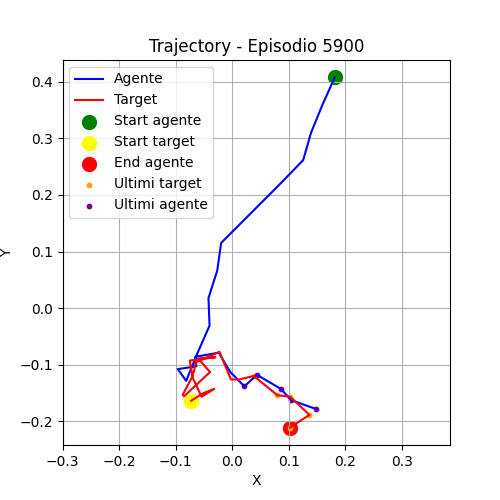 Trajectory - Episodio 5900
Agente
Target
Start agente
Start target
End agente
Ultimi target
Ultimi agente
0.4
0.3
0.2
0.1
0.0
−0.1
−0.2
Y
−0.3
−0.2
−0.1
0.0
0.1
0.2
0.3
X